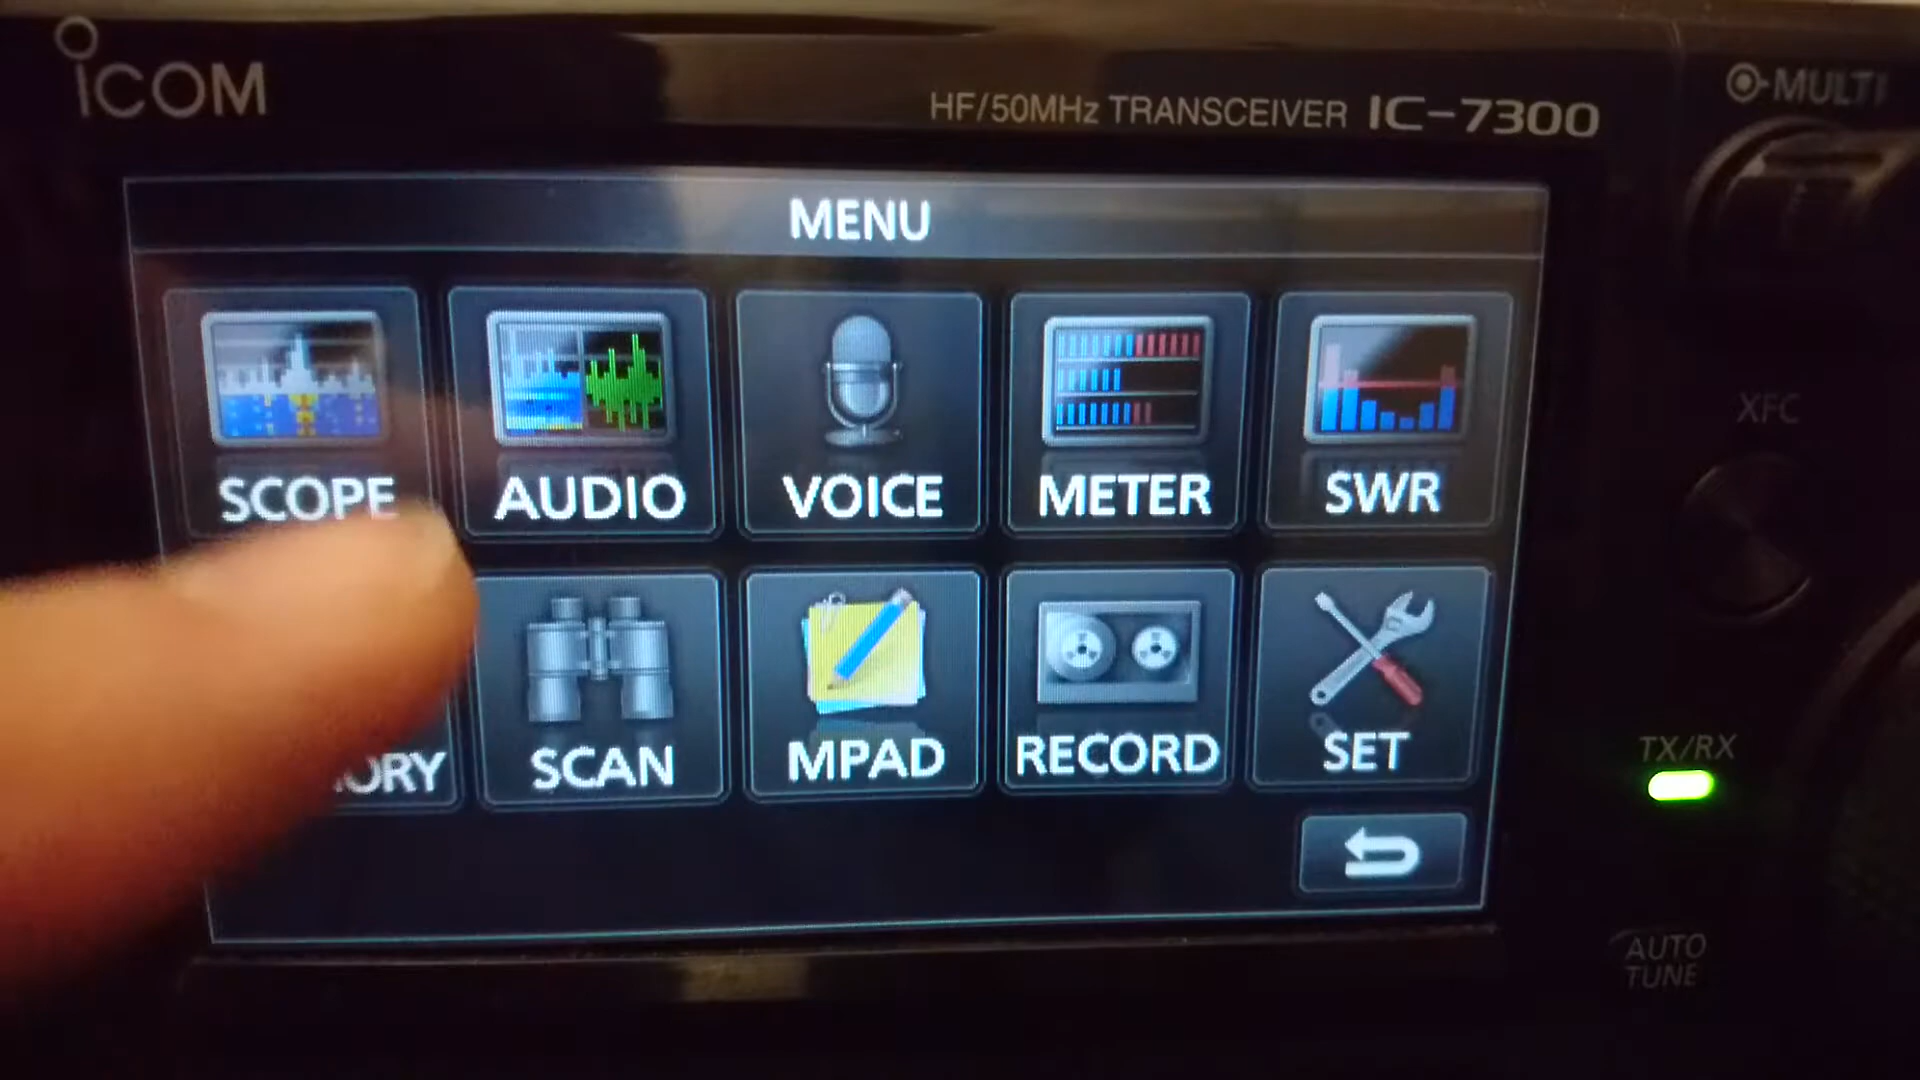 ICOM
HF/50MHz TRANSCEIVER IC-7300
MULTI
MENU
SCOPE AUDIO VOICE METER SWR
XFC
ORY SCAN MPAD RECORD SET
TX/RX
AUTO
TUNE